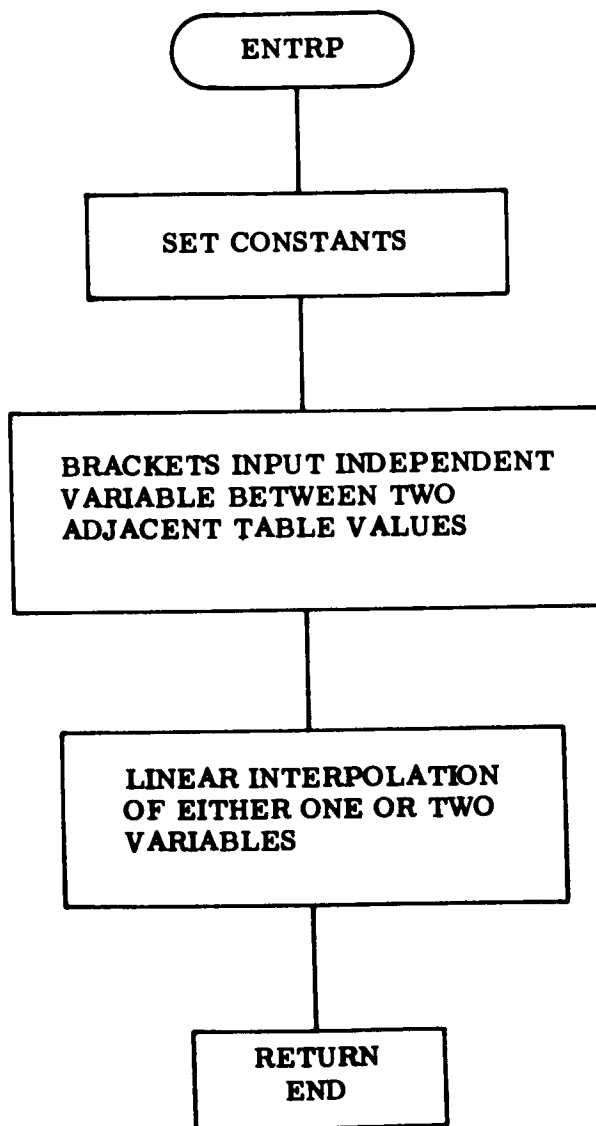 ENTRP
SET CONSTANTS
BRACKETS INPUT INDEPENDENT
VARIABLE BETWEEN TWO
ADJACENT TABLE VALUES
LINEAR INTERPOLATION
OF EITHER ONE OR TWO
VARIABLES
RETURN
END